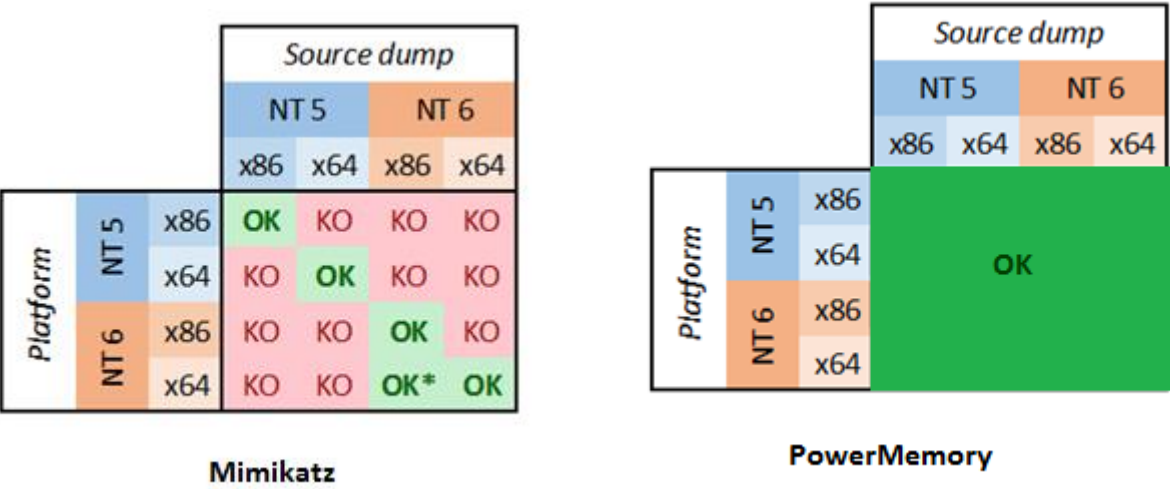 Source dump
NT 5 NT 6
x86 x64 x86 x64
Platform
NT 5
x86 OK KO KO KO
x64 KO OK KO KO
NT 6
x86 KO KO OK KO
x64 KO KO OK* OK
Mimikatz
Source dump
NT 5 NT 6
x86 x64 x86 x64
Platform
NT 5
x86
x64
NT 6
x86
x64
OK
PowerMemory